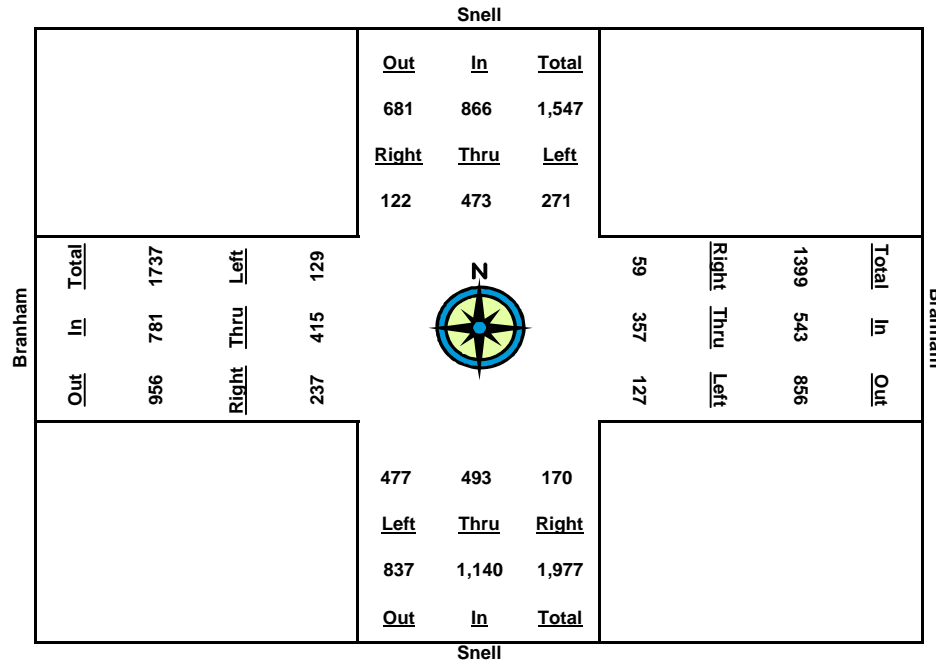 Snell
Out In Total
681 866 1,547
Right Thru Left
122 473 271
Branham
Out In Total
956 781 1737
Right Thru Left
237 415 129
N
Branham
Total In Out
1399 543 856
Right Thru Left
59 357 127
477 493 170
Left Thru Right
837 1,140 1,977
Out In Total
Snell